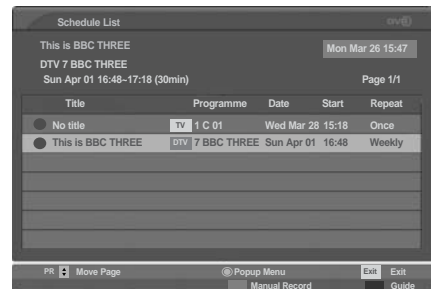 Schedule List
This is BBC THREE
Mon Mar 26 15:47
DTV 7 BBC THREE
Sun Apr 01 16:48~17:18 (30min)
Page 1/1
Title Programme Date Start Repeat
No title TV 1 C 01 Wed Mar 28 15:18 Once
This is BBC THREE DTV 7 BBC THREE Sun Apr 01 16:48 Weekly
PR Move Page Popup Menu Exit Exit
Manual Record Guide